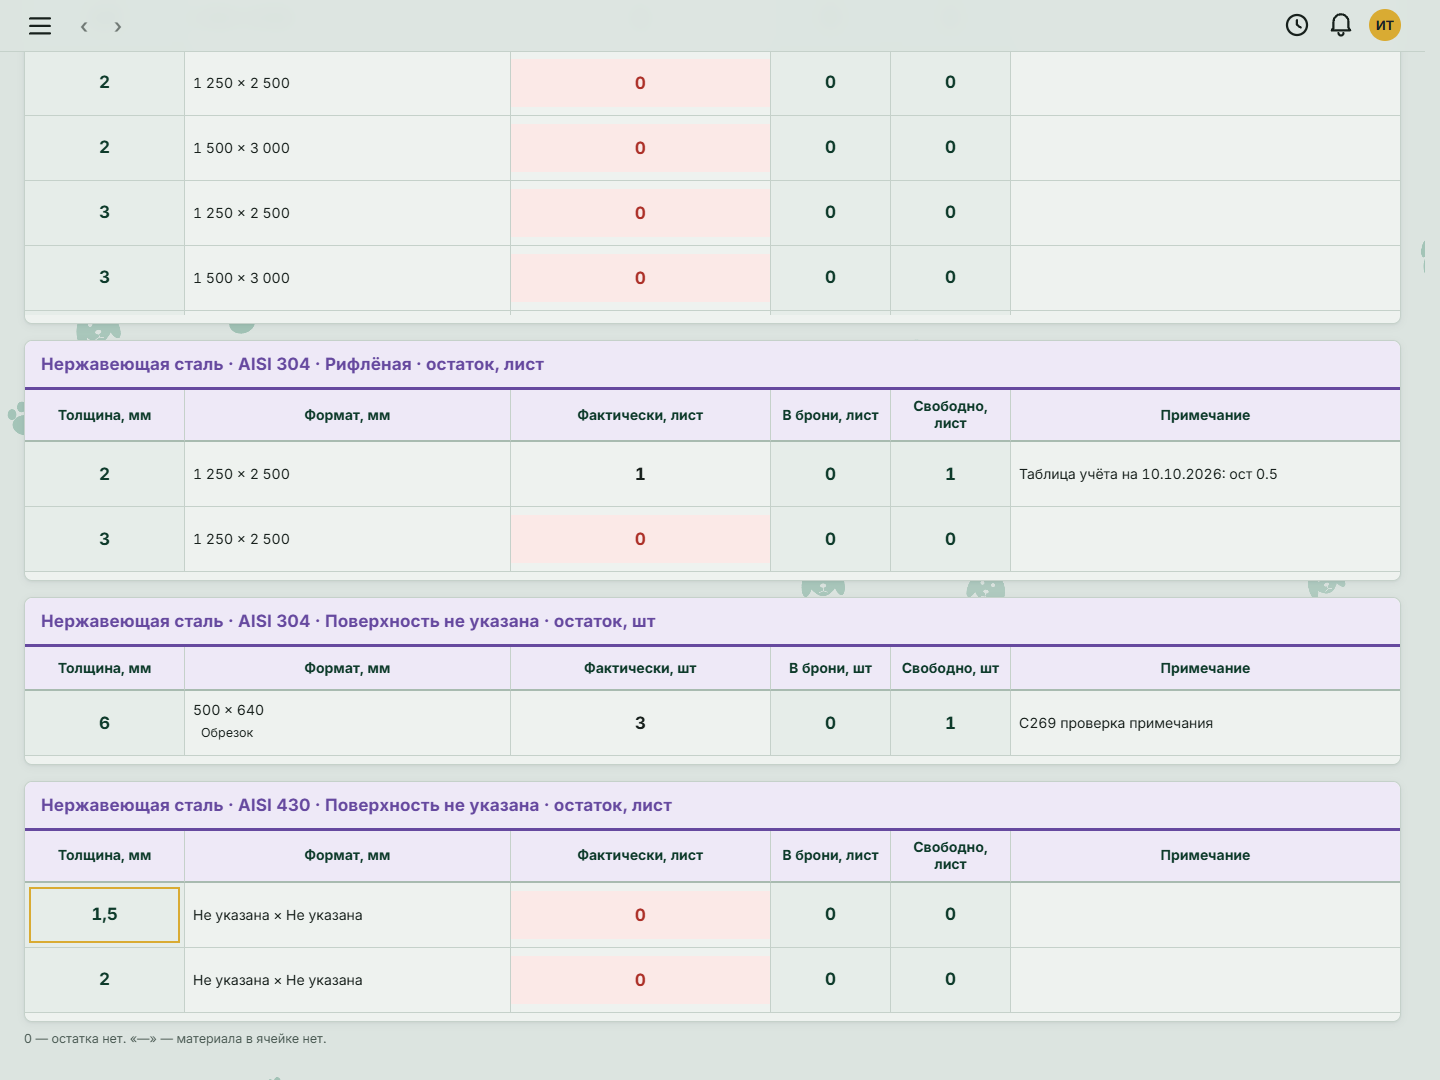 ИТ
2 1 250 × 2 500 0 0 0
2 1 500 × 3 000 0 0 0
3 1 250 × 2 500 0 0 0
3 1 500 × 3 000 0 0 0
Нержавеющая сталь · AISI 304 · Рифлёная · остаток, лист
Толщина, мм Формат, мм Фактически, лист В брони, лист Свободно, лист Примечание
2 1 250 × 2 500 1 0 1 Таблица учёта на 10.10.2026: ост 0.5
3 1 250 × 2 500 0 0 0
Нержавеющая сталь · AISI 304 · Поверхность не указана · остаток, шт
Толщина, мм Формат, мм Фактически, шт В брони, шт Свободно, шт Примечание
6 500 × 640 3 0 1 С269 проверка примечания
Обрезок
Нержавеющая сталь · AISI 430 · Поверхность не указана · остаток, лист
Толщина, мм Формат, мм Фактически, лист В брони, лист Свободно, лист Примечание
1,5 Не указана × Не указана 0 0 0
2 Не указана × Не указана 0 0 0
0 — остатка нет. «—» — материала в ячейке нет.